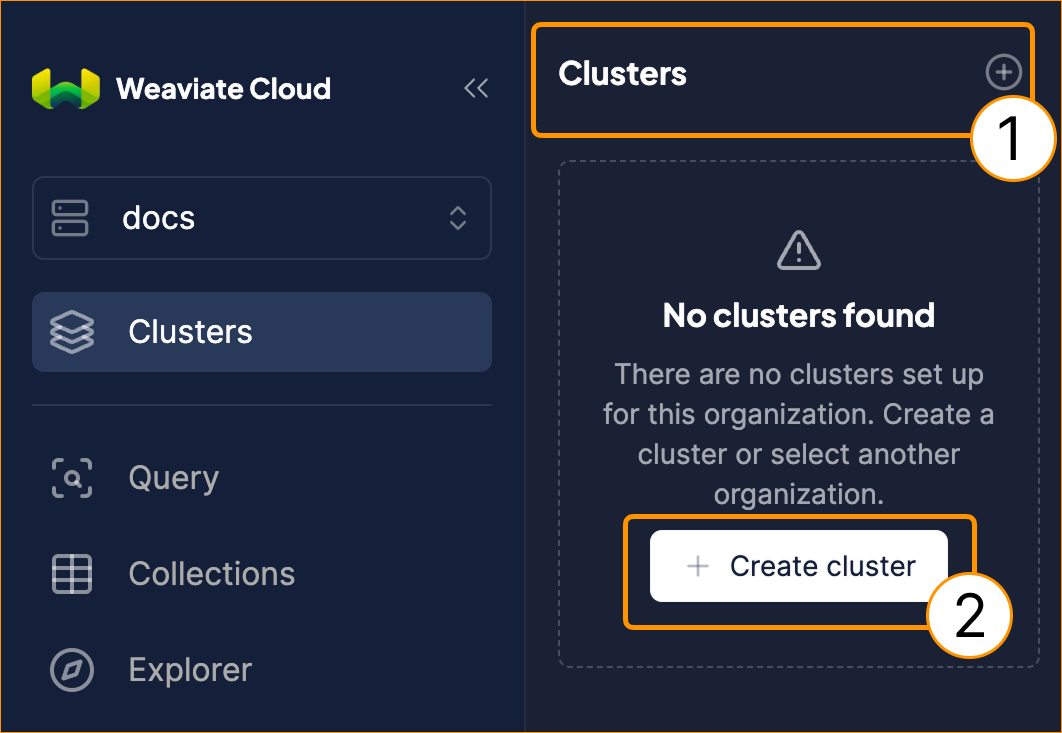 Weaviate Cloud
docs
Clusters
Query
Collections
Explorer
Clusters
1
No clusters found
There are no clusters set up
for this organization. Create a
cluster or select another
organization.
Create cluster
2